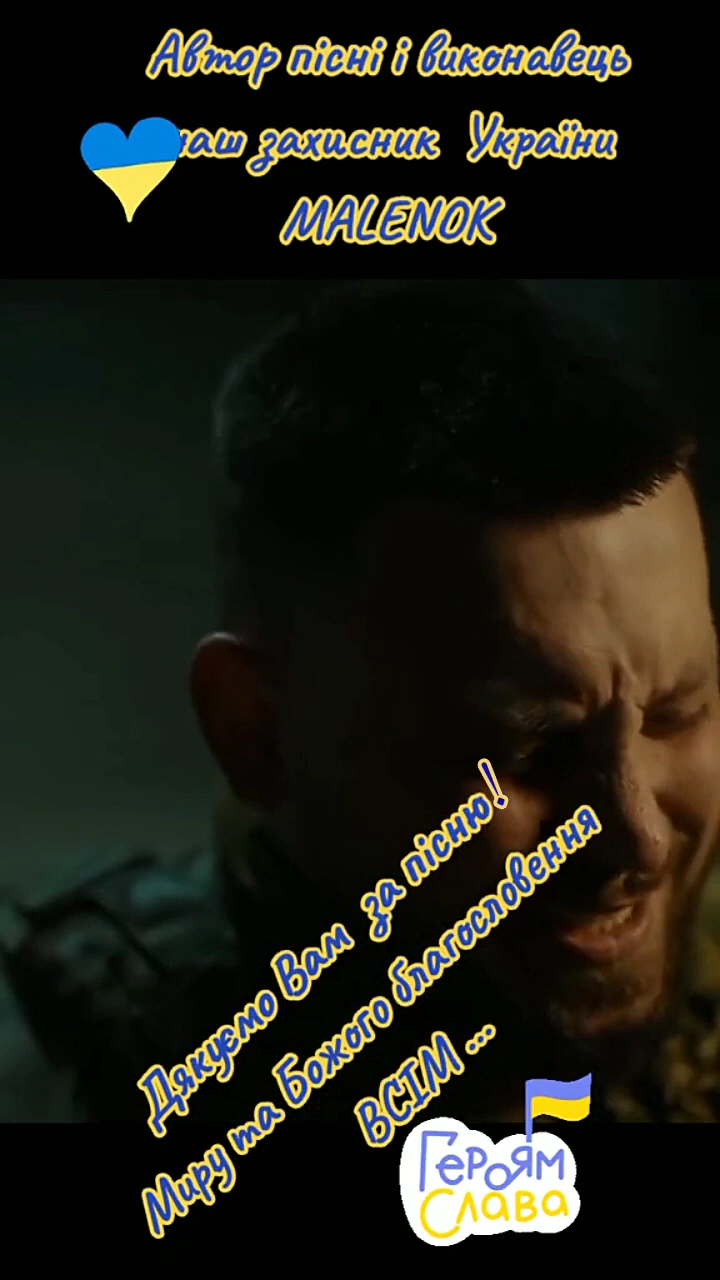 Автор пісні і виконавець
наш захисник України
MALENOK
Дякуємо Вам за пісню!
Миру та Божого благословення
ВСІМ ...
ГЕРОЯМ
СЛАВА